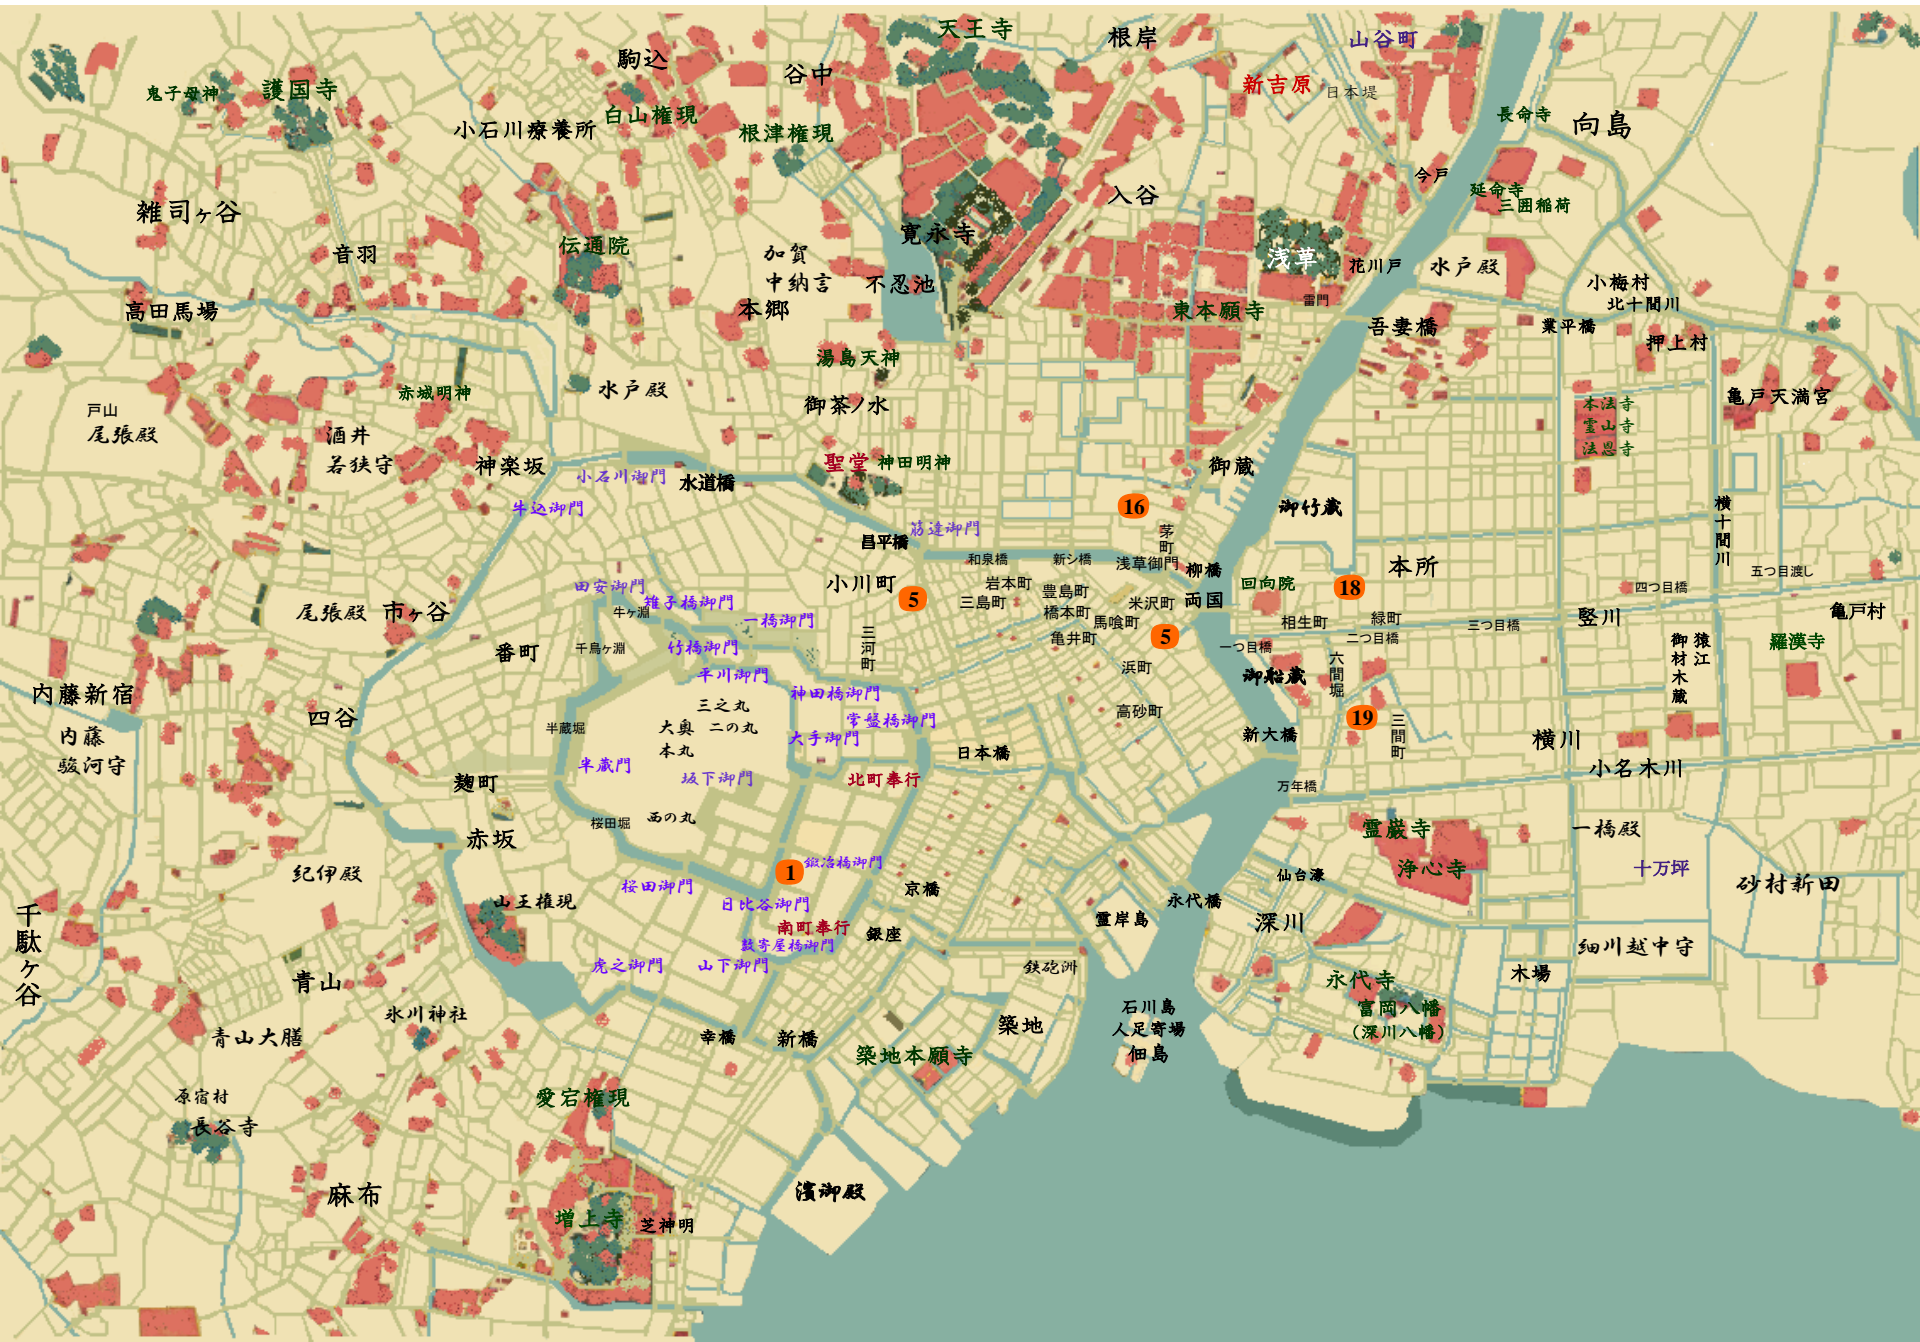 天王寺
根岸
山谷町
駒込
谷中
新吉原
日本堤
鬼子母神
護国寺
白山権現
小石川療養所
根津権現
長命寺
向島
今戸
延命寺
三囲稲荷
入谷
雑司ヶ谷
音羽
伝通院
寛永寺
加賀
中納言
不忍池
本郷
浅草
花川戸
水戸殿
雷門
小梅村
北十間川
高田馬場
東本願寺
吾妻橋
業平橋
押上村
湯島天神
赤城明神
水戸殿
御茶ノ水
亀戸天満宮
本法寺
霊山寺
法恩寺
戸山
尾張殿
酒井
若狭守
神楽坂
小石川御門
水道橋
聖堂
神田明神
御蔵
牛込御門
16
御竹蔵
横十間川
筋違御門
昌平橋
茅町
和泉橋
新シ橋
浅草御門
柳橋
本所
五つ目渡し
小川町
5
岩本町
三島町
豊島町
橋本町
亀井町
馬喰町
米沢町
両国
回向院
18
四つ目橋
田安御門
雉子橋御門
牛ヶ淵
一橋御門
尾張殿
市ヶ谷
三河町
5
相生町
緑町
三つ目橋
竪川
亀戸村
番町
千鳥ヶ淵
竹橋御門
平川御門
一つ目橋
二つ目橋
御材木蔵
猿江
羅漢寺
内藤新宿
神田橋御門
浜町
御船蔵
六間堀
四谷
三之丸
大奥
二の丸
本丸
常盤橋御門
大手御門
高砂町
19
三間町
内藤
駿河守
半蔵堀
半蔵門
日本橋
新大橋
横川
麹町
坂下御門
北町奉行
小名木川
万年橋
桜田堀
西の丸
赤坂
霊巌寺
一橋殿
紀伊殿
1
鍛冶橋御門
浄心寺
十万坪
砂村新田
桜田御門
日比谷御門
京橋
仙台濠
山王権現
永代橋
千駄ヶ谷
南町奉行
銀座
霊岸島
深川
数寄屋橋御門
細川越中守
虎之御門
山下御門
鉄砲洲
木場
青山
永代寺
石川島
人足寄場
佃島
富岡八幡
(深川八幡)
氷川神社
青山大膳
幸橋
新橋
築地
築地本願寺
原宿村
長谷寺
愛宕権現
麻布
濱御殿
増上寺
芝神明